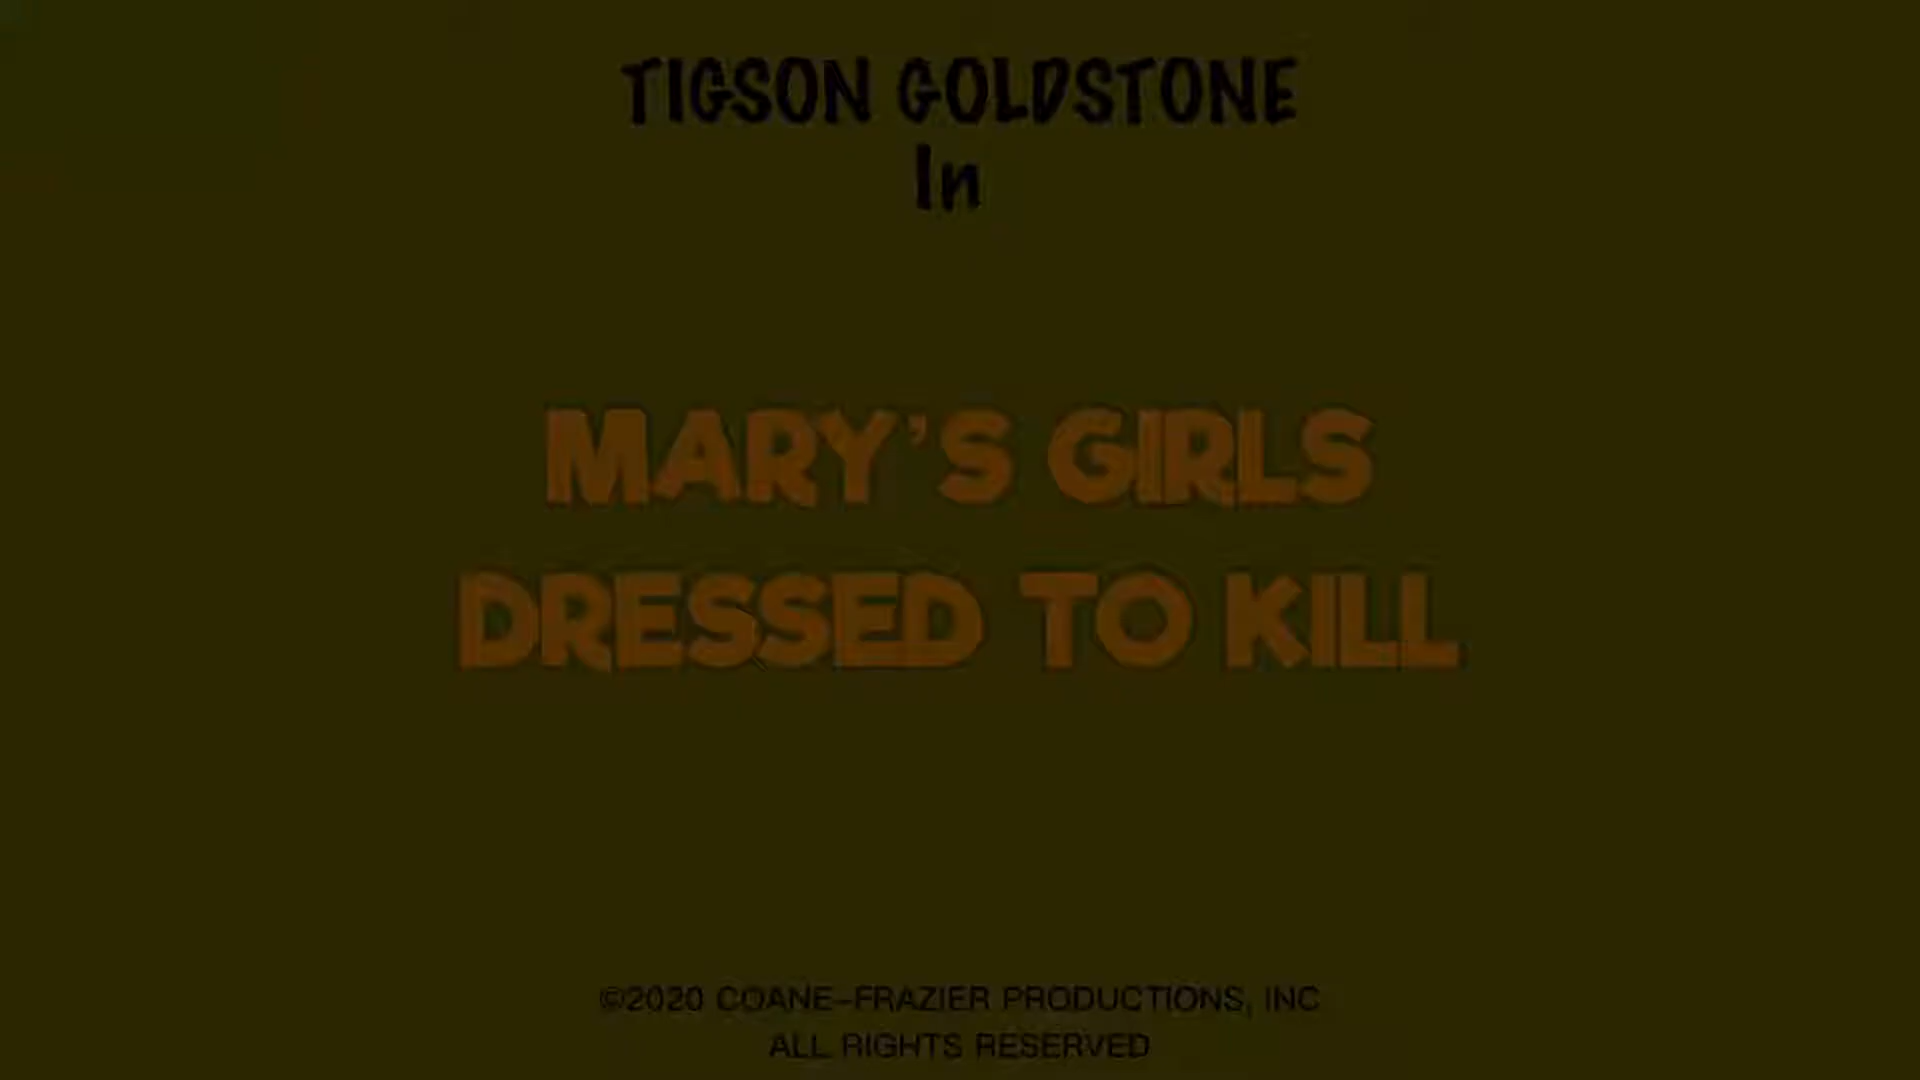 TIGSON GOLDSTONE
In
MARY'S GIRLS
DRESSED TO KILL
©2020 COANE-FRAZIER PRODUCTIONS, INC
ALL RIGHTS RESERVED